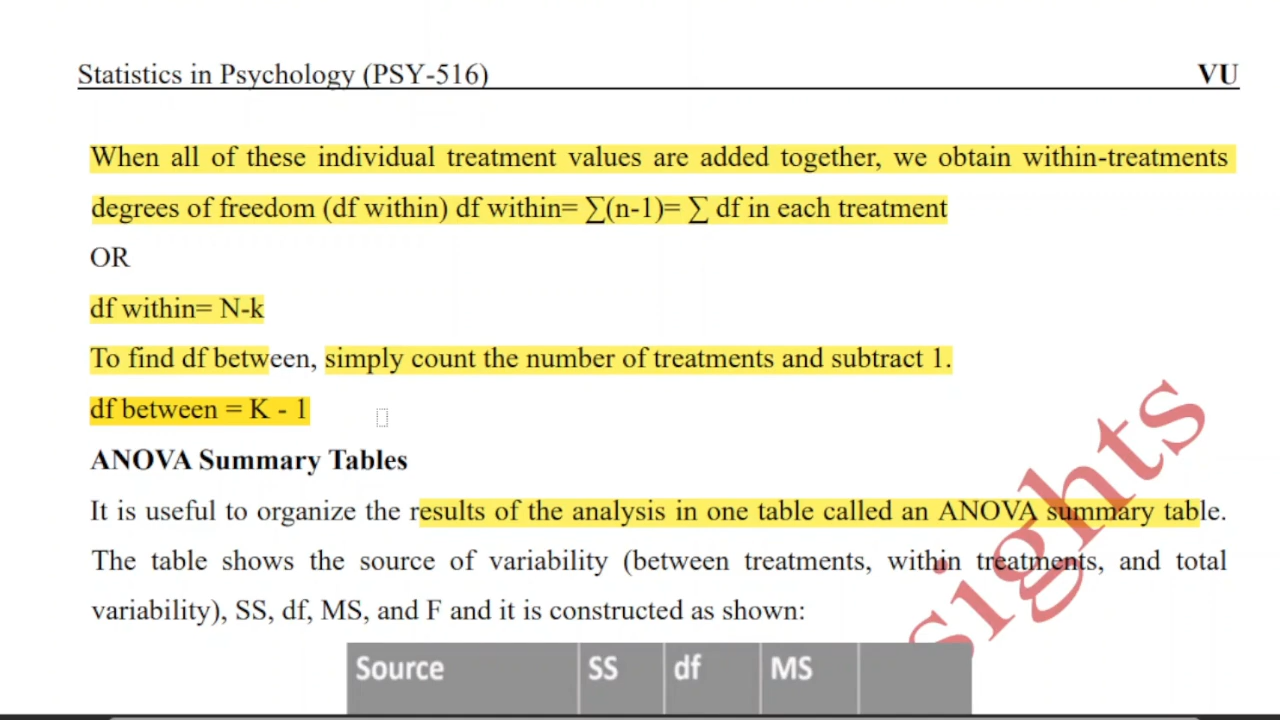 Statistics in Psychology (PSY-516) VU
When all of these individual treatment values are added together, we obtain within-treatments
degrees of freedom (df within) df within= ∑(n-1)= ∑ df in each treatment
OR
df within= N-k
To find df between, simply count the number of treatments and subtract 1.
df between = K - 1
ANOVA Summary Tables
It is useful to organize the results of the analysis in one table called an ANOVA summary table.
The table shows the source of variability (between treatments, within treatments, and total
variability), SS, df, MS, and F and it is constructed as shown:
sights
Source SS df MS